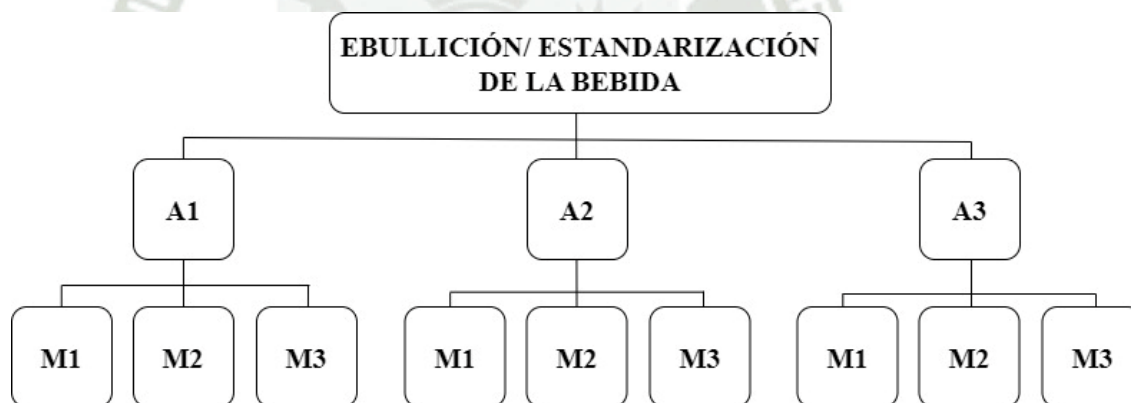 EBULLICIÓN/ ESTANDARIZACIÓN
DE LA BEBIDA
A1 A2 A3
M1 M2 M3 M1 M2 M3 M1 M2 M3